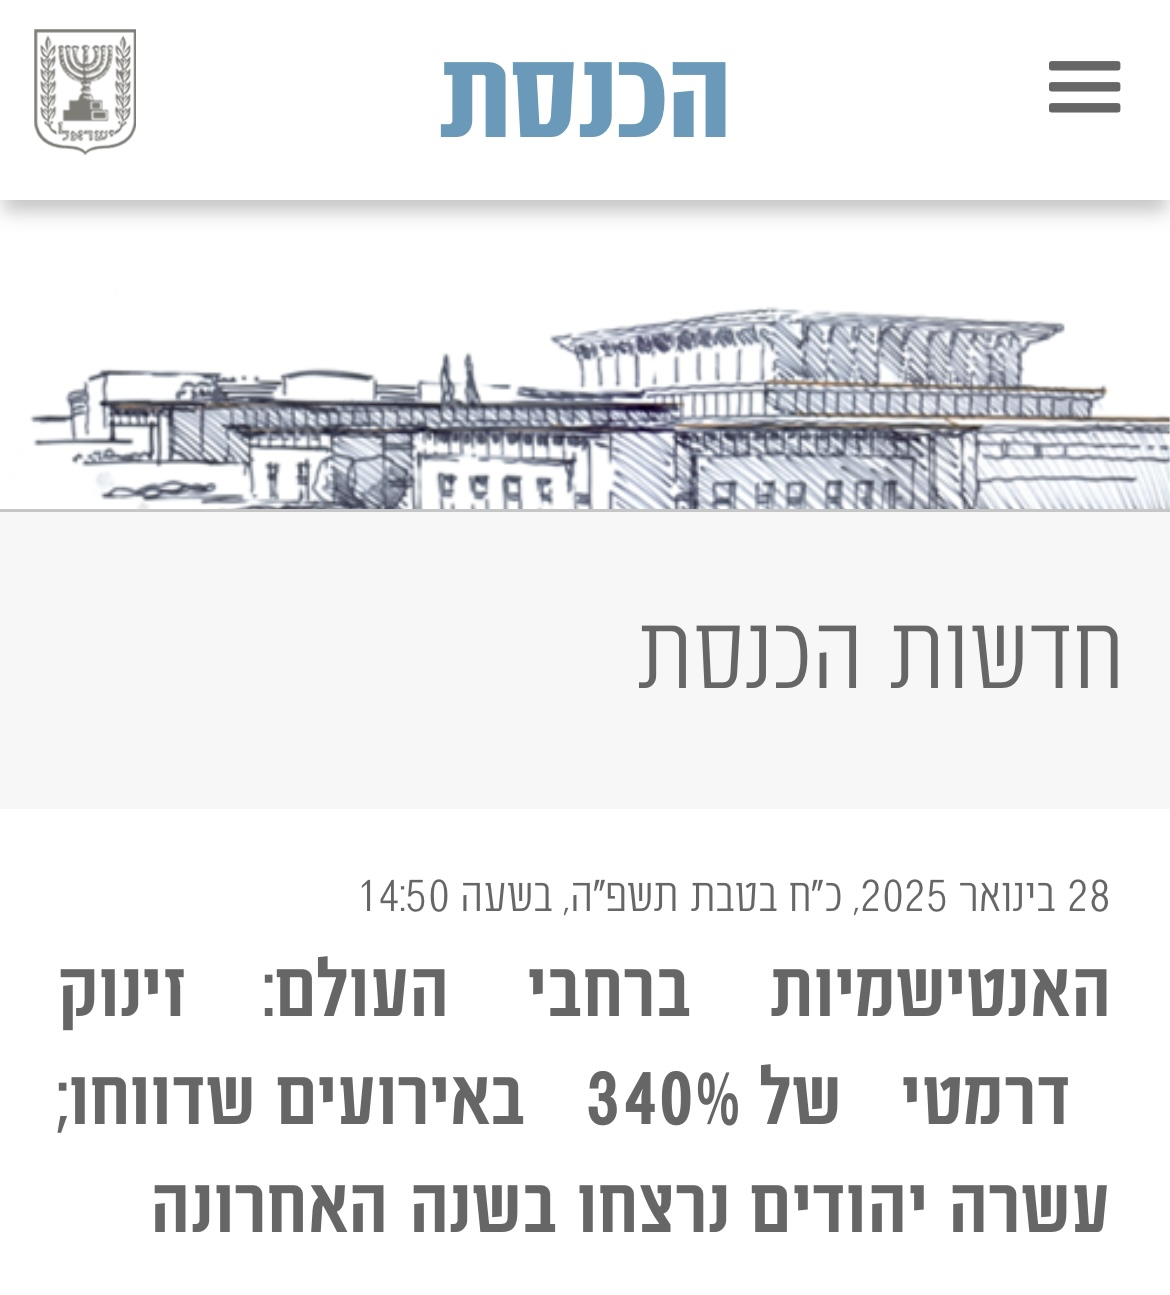 ישראל
הכנסת
חדשות הכנסת
28 בינואר 2025, כ"ח בטבת תשפ"ה, בשעה 14:50
האנטישמיות ברחבי העולם: זינוק
דרמטי של 340% באירועים שדווחו;
עשרה יהודים נרצחו בשנה האחרונה